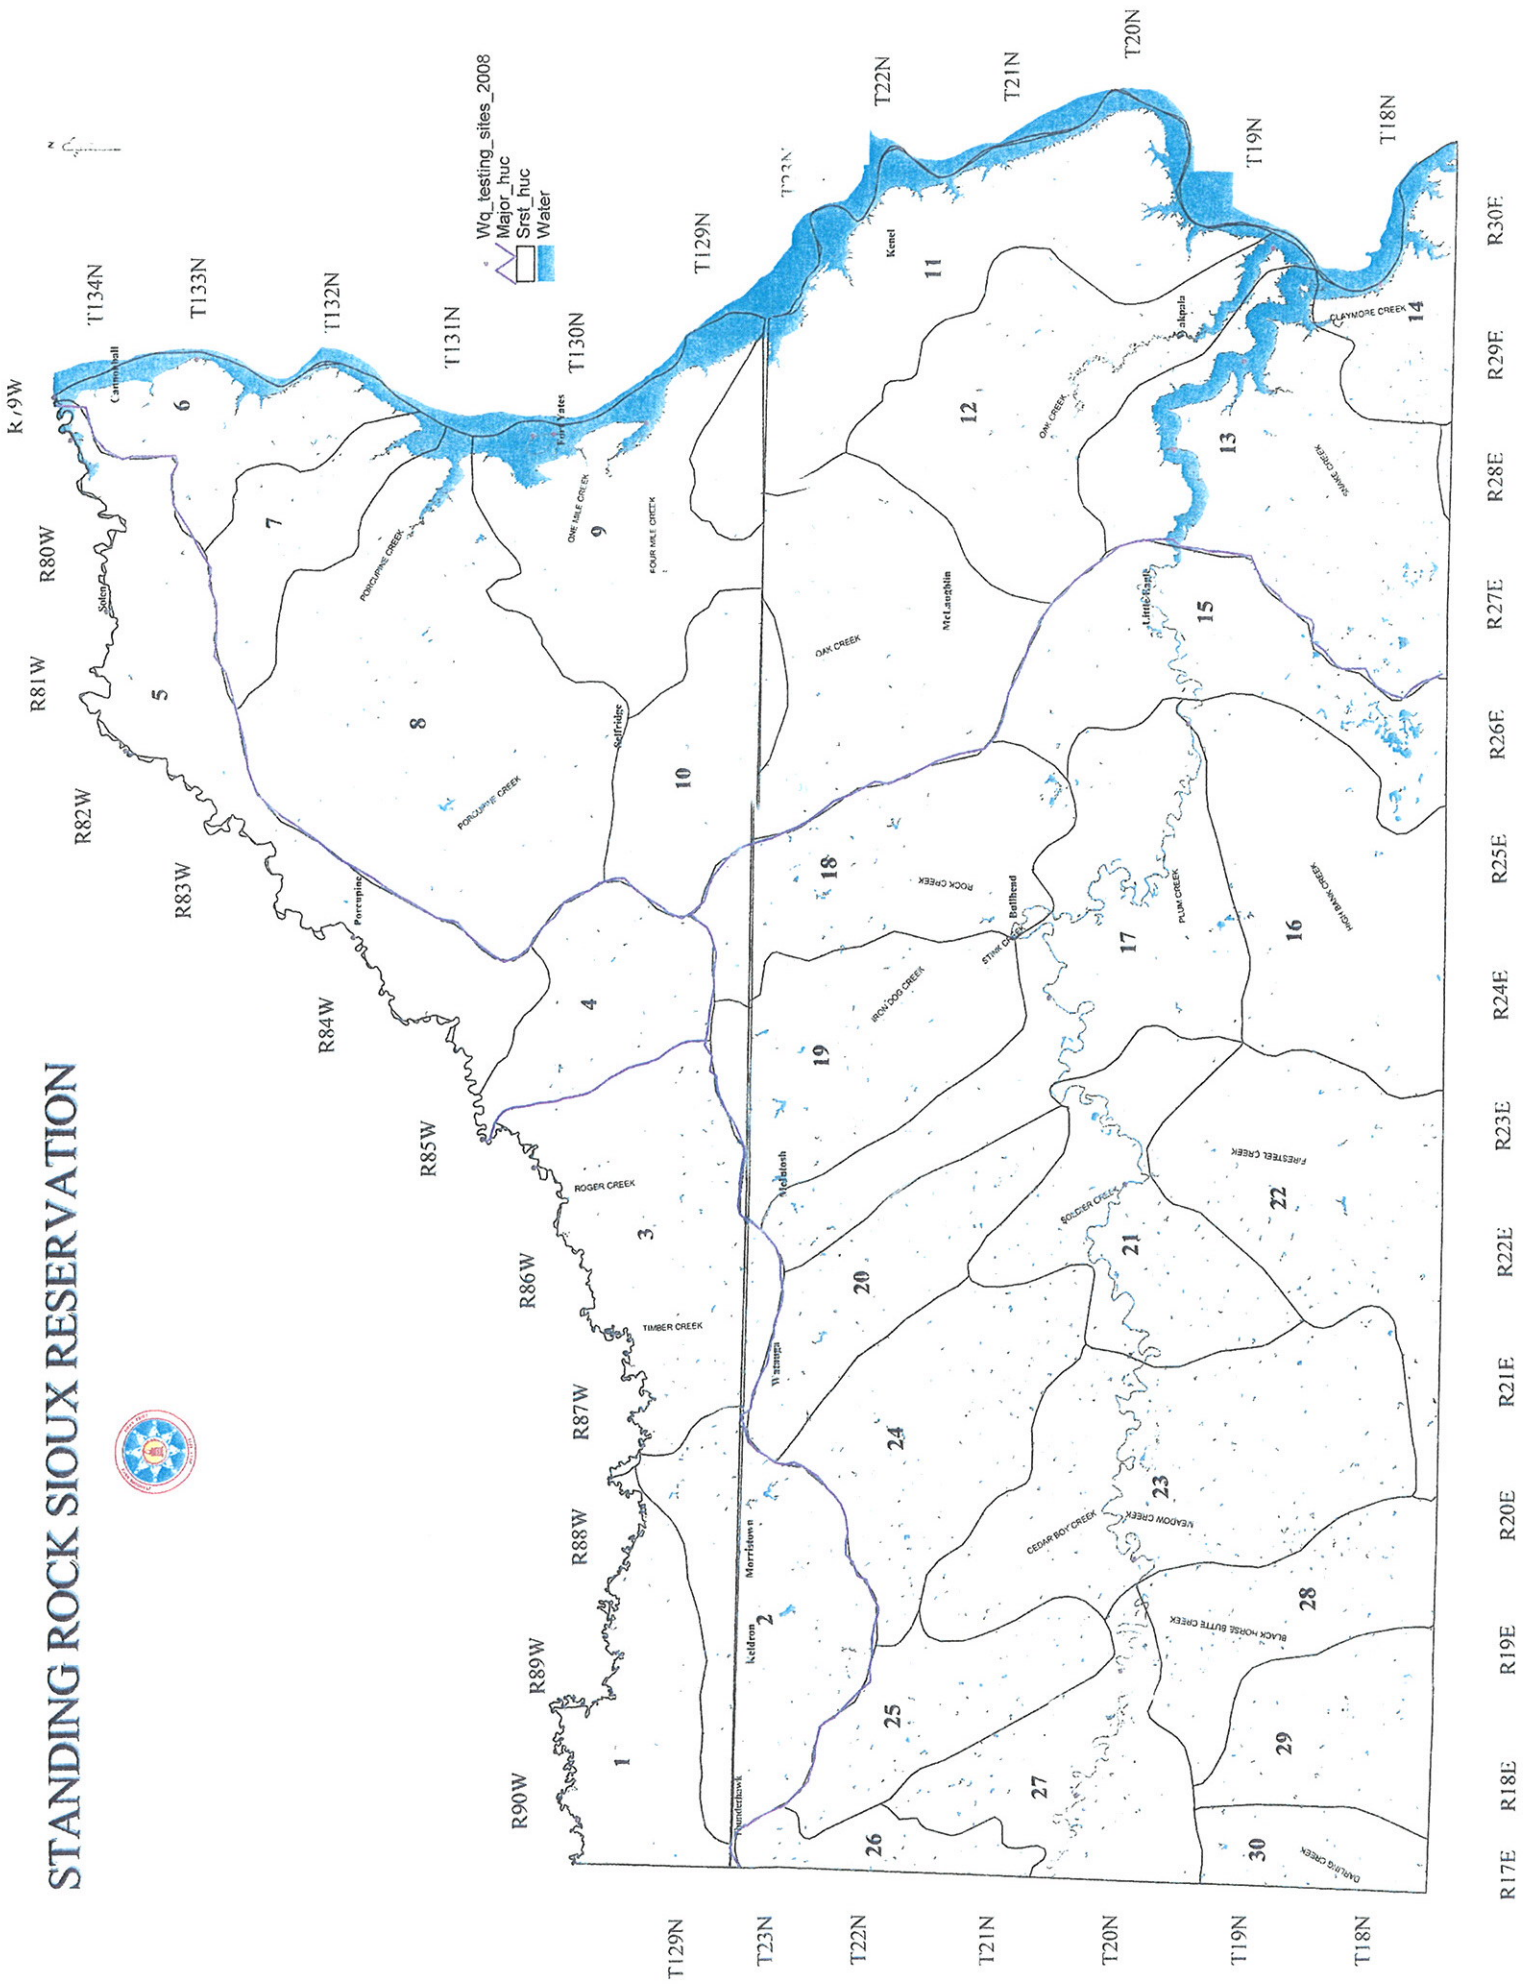 STANDING ROCK SIOUX RESERVATION
N
Wq_testing_sites_2008
Major_huc
Srst_huc
Water
R90W
R89W
R88W
R87W
R86W
R85W
R84W
R83W
R82W
R81W
R80W
R79W
T134N
T133N
T132N
T131N
T130N
T129N
T23N
T22N
T21N
T20N
T19N
T18N
T129N
T23N
T22N
T21N
T20N
T19N
T18N
R17E
R18E
R19E
R20E
R21E
R22E
R23E
R24E
R25E
R26E
R27E
R28E
R29E
R30E
Cannonball
Solen
Porcupine
Fort Yates
Selfridge
Kenel
McLaughlin
Wakpala
Little Eagle
Bullhead
McIntosh
Watauga
Morristown
Keldron
Thunderhawk
PORCUPINE CREEK
PORCUPINE CREEK
ONE MILE CREEK
FOUR MILE CREEK
ROGER CREEK
TIMBER CREEK
OAK CREEK
OAK CREEK
ROCK CREEK
STINK CREEK
IRON DOG CREEK
PLUM CREEK
HIGH BANK CREEK
SNAKE CREEK
CLAYMORE CREEK
SOLDIER CREEK
FIRESTEEL CREEK
CEDAR BOY CREEK
MEADOW CREEK
BLACK HORSE BUTTE CREEK
DARLING CREEK
1
2
3
4
5
6
7
8
9
10
11
12
13
14
15
16
17
18
19
20
21
22
23
24
25
26
27
28
29
30